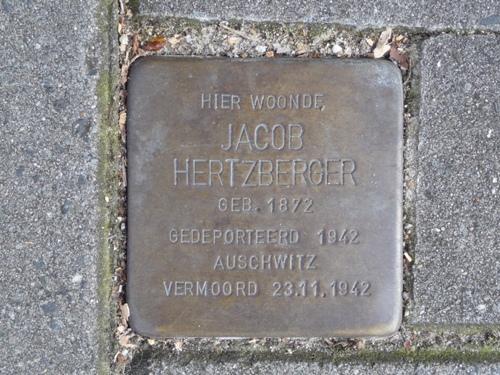 HIER WOONDE
JACOB
HERTZBERGER
GEB. 1872
GEDEPORTEERD 1942
AUSCHWITZ
VERMOORD 23.11.1942